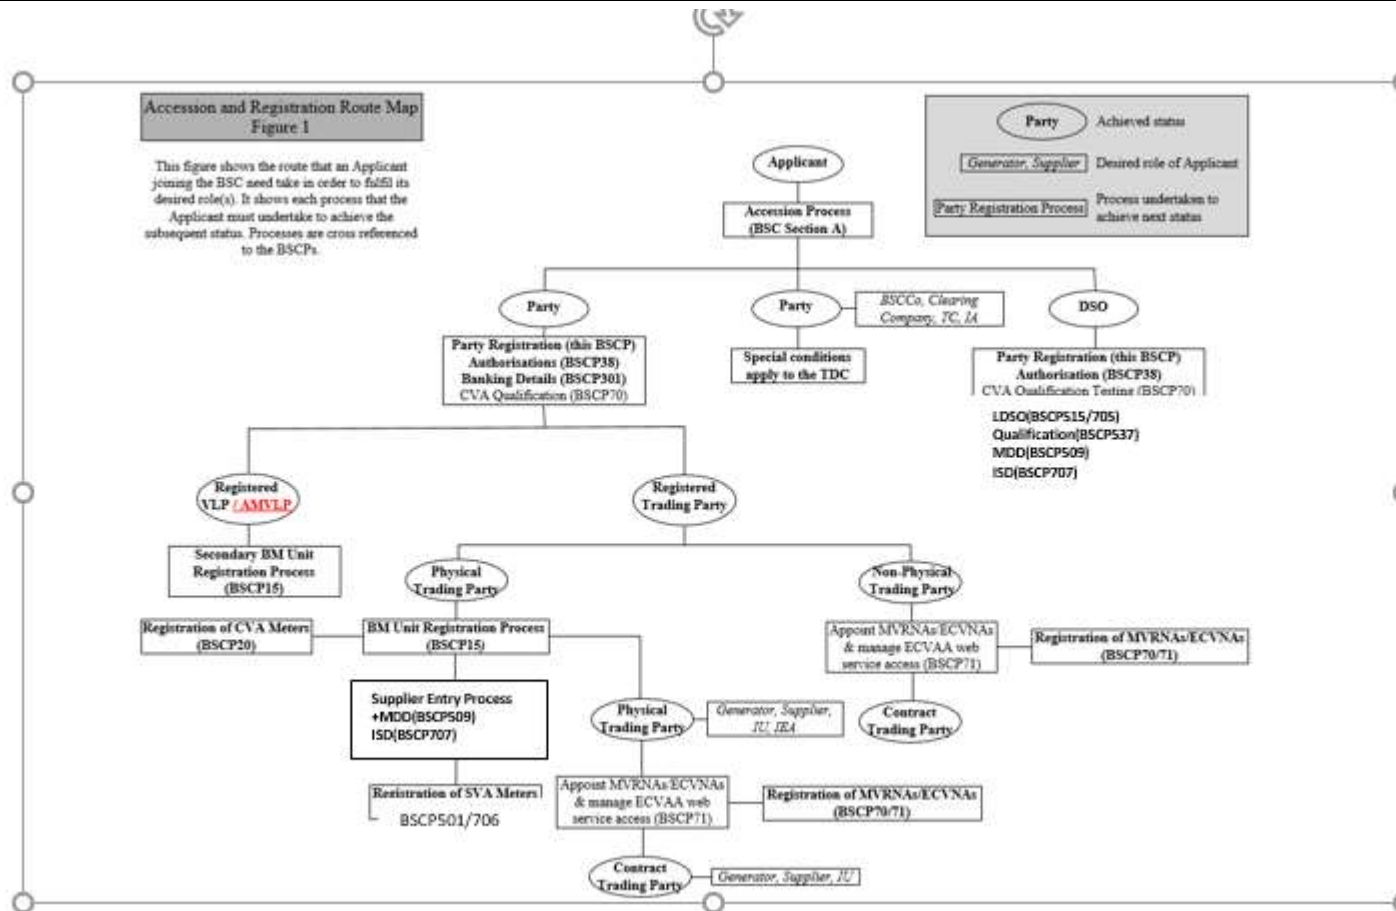 Accession and Registration Route Map
Figure 1
This figure shows the route that an Applicant
joining the BSC need take in order to fulfil its
desired role(s). It shows each process that the
Applicant must undertake to achieve the
subsequent status. Processes are cross referenced
to the BSCPs.
Party
Achieved status
Generator, Supplier
Desired role of Applicant
Party Registration Process
Process undertaken to
achieve next status
Applicant
Accession Process
(BSC Section A)
Party
Party
BSCCo, Clearing
Company, TC, IA
DSO
Party Registration (this BSCP)
Authorisations (BSCP38)
Banking Details (BSCP301)
CVA Qualification (BSCP70)
Special conditions
apply to the TDC
Party Registration (this BSCP)
Authorisation (BSCP38)
CVA Qualification Testing (BSCP70)
LDSO(BSCP515/705)
Qualification(BSCP537)
MDD(BSCP509)
ISD(BSCP707)
Registered
VLP / AMVLP
Registered
Trading Party
Secondary BM Unit
Registration Process
(BSCP15)
Physical
Trading Party
Non-Physical
Trading Party
Registration of CVA Meters
(BSCP20)
BM Unit Registration Process
(BSCP15)
Appoint MVRNAs/ECVNAs
& manage ECVAA web
service access (BSCP71)
Registration of MVRNAs/ECVNAs
(BSCP70/71)
Supplier Entry Process
+MDD(BSCP509)
ISD(BSCP707)
Physical
Trading Party
Generator, Supplier,
IU, IEA
Contract
Trading Party
Registration of SVA Meters
BSCP501/706
Appoint MVRNAs/ECVNAs
& manage ECVAA web
service access (BSCP71)
Registration of MVRNAs/ECVNAs
(BSCP70/71)
Contract
Trading Party
Generator, Supplier, IU